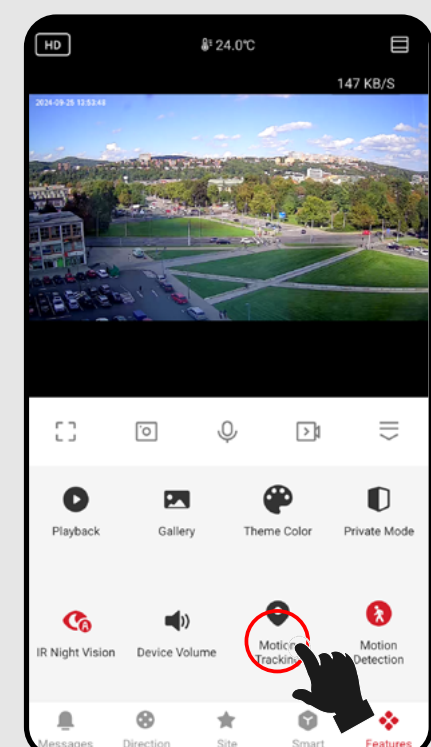 HD
24.0℃
147 KB/S
2024-09-25 12:53:48
Playback
Gallery
Theme Color
Private Mode
IR Night Vision
Device Volume
Motion
Tracking
Motion
Detection
Messages
Direction
Site
Smart
Features